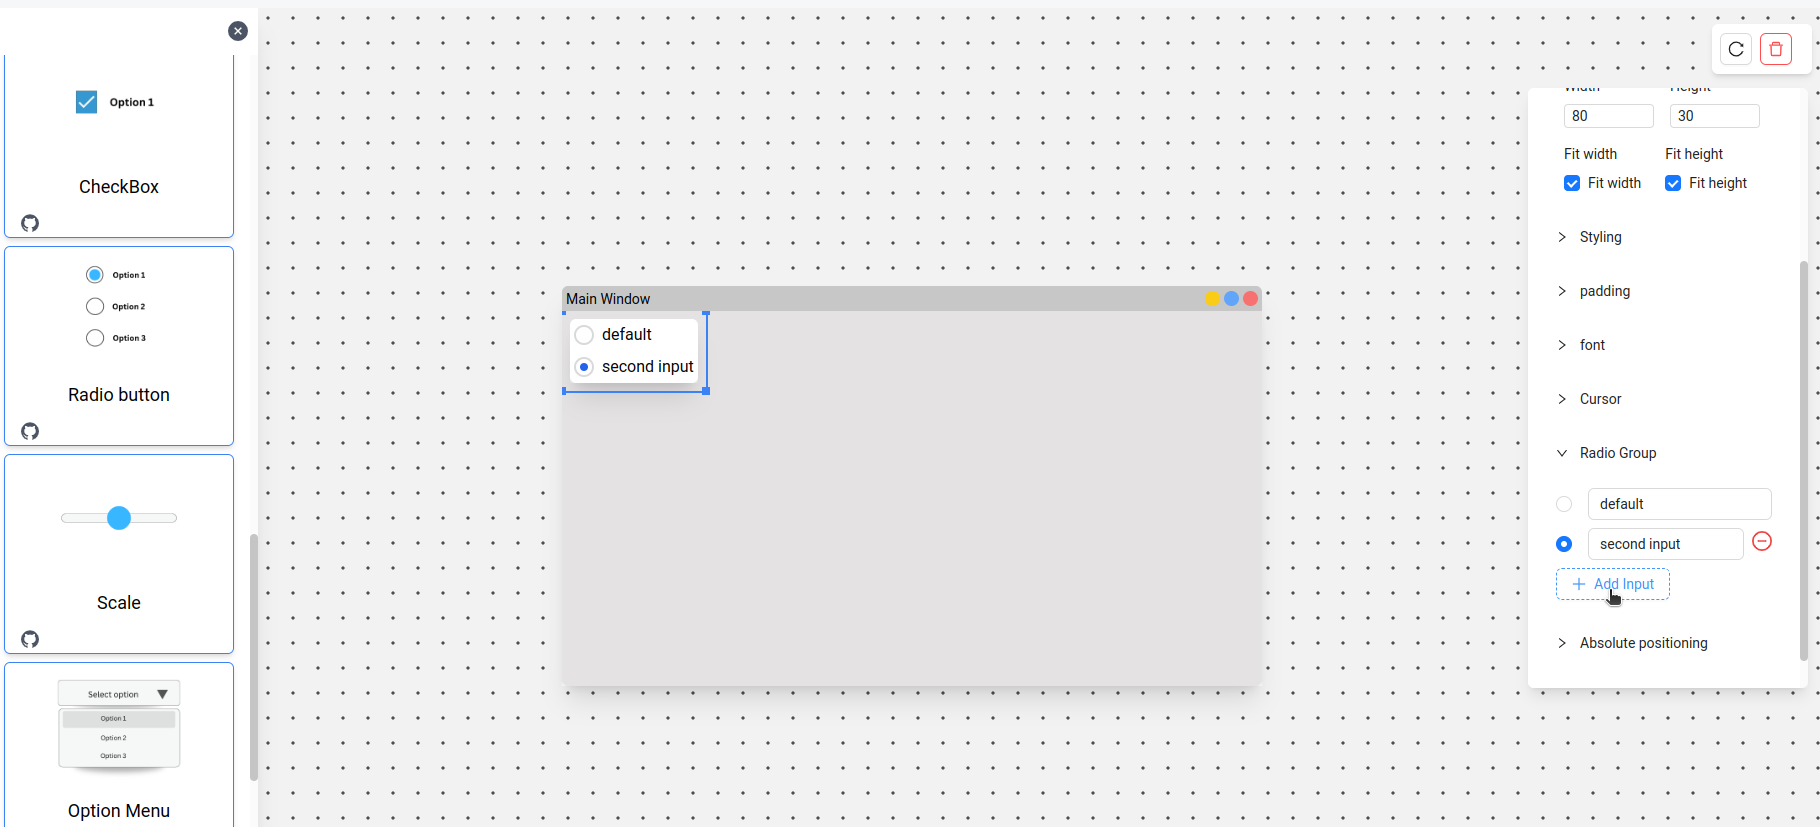 Option 1
CheckBox
Option 1
Option 2
Option 3
Radio button
Scale
Select option
Option 1
Option 2
Option 3
Option Menu
Main Window
default
second input
Width Height
80 30
Fit width Fit height
Fit width Fit height
Styling
padding
font
Cursor
Radio Group
default
second input
Add Input
Absolute positioning